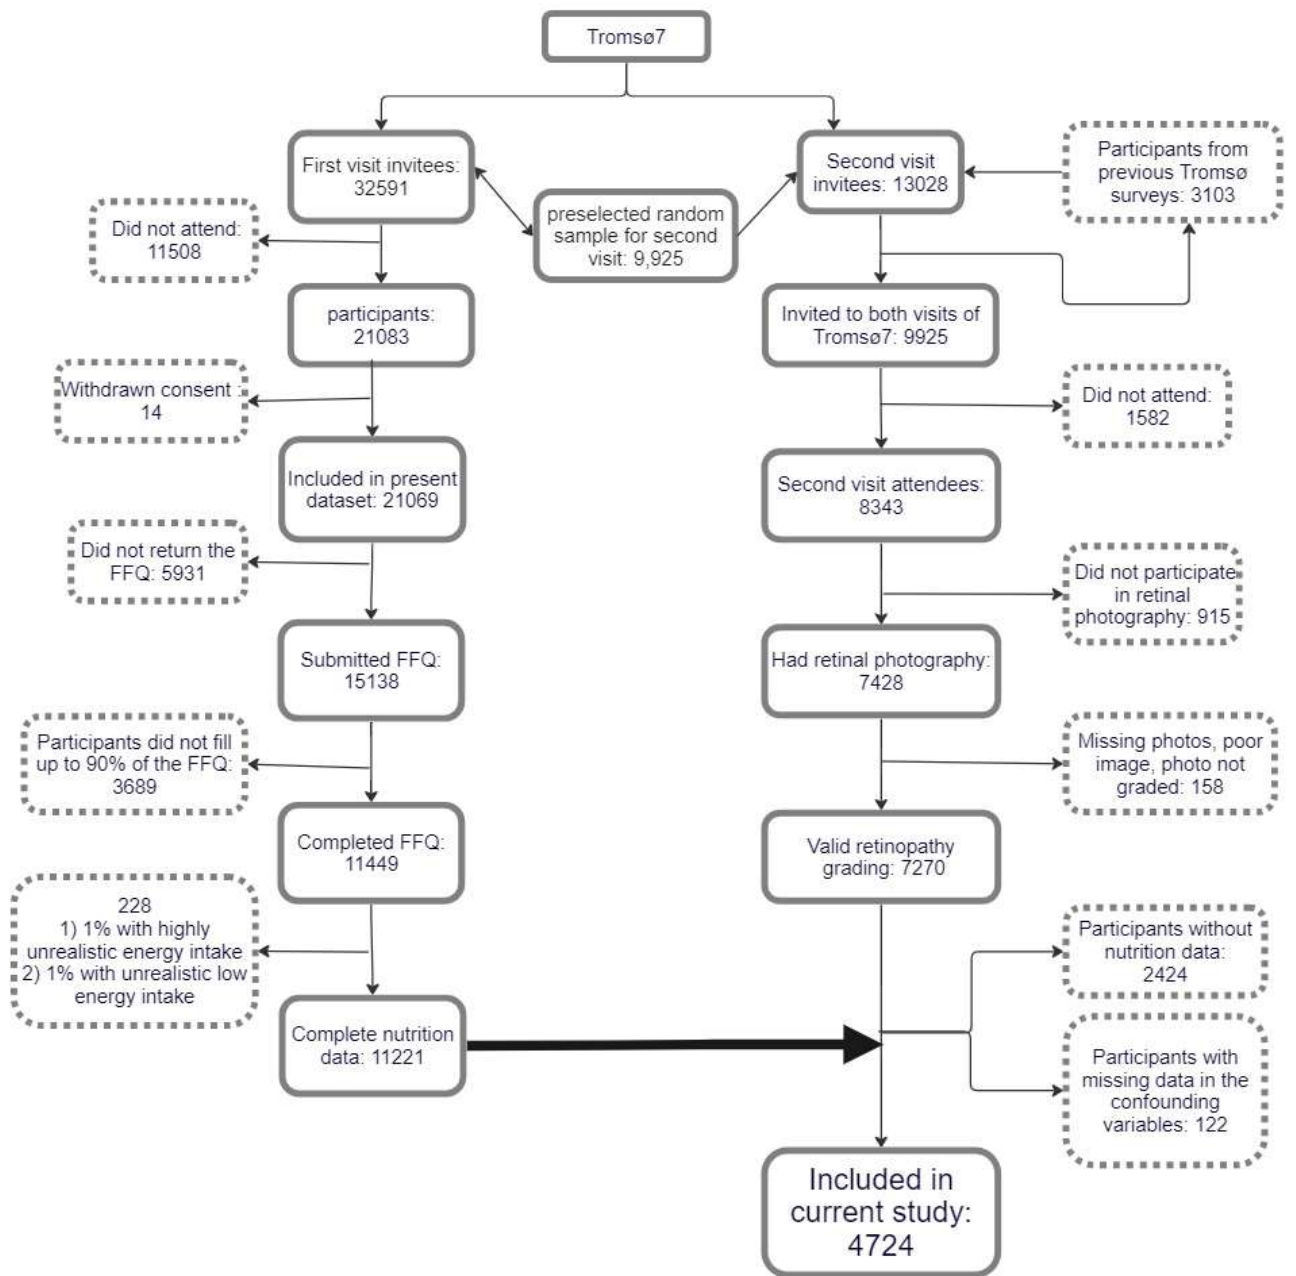 Tromsø7
First visit invitees:
32591
Second visit
invitees: 13028
Participants from
previous Tromsø
surveys: 3103
preselected random
sample for second
visit: 9,925
Did not attend:
11508
participants:
21083
Invited to both visits of
Tromsø7: 9925
Withdrawn consent :
14
Did not attend:
1582
Included in present
dataset: 21069
Second visit attendees:
8343
Did not return the
FFQ: 5931
Did not participate
in retinal
photography: 915
Submitted FFQ:
15138
Had retinal photography:
7428
Participants did not fill
up to 90% of the FFQ:
3689
Missing photos, poor
image, photo not
graded: 158
Completed FFQ:
11449
Valid retinopathy
grading: 7270
228
1) 1% with highly
unrealistic energy intake
2) 1% with unrealistic low
energy intake
Participants without
nutrition data:
2424
Complete nutrition
data: 11221
Participants with
missing data in the
confounding
variables: 122
Included in
current study:
4724